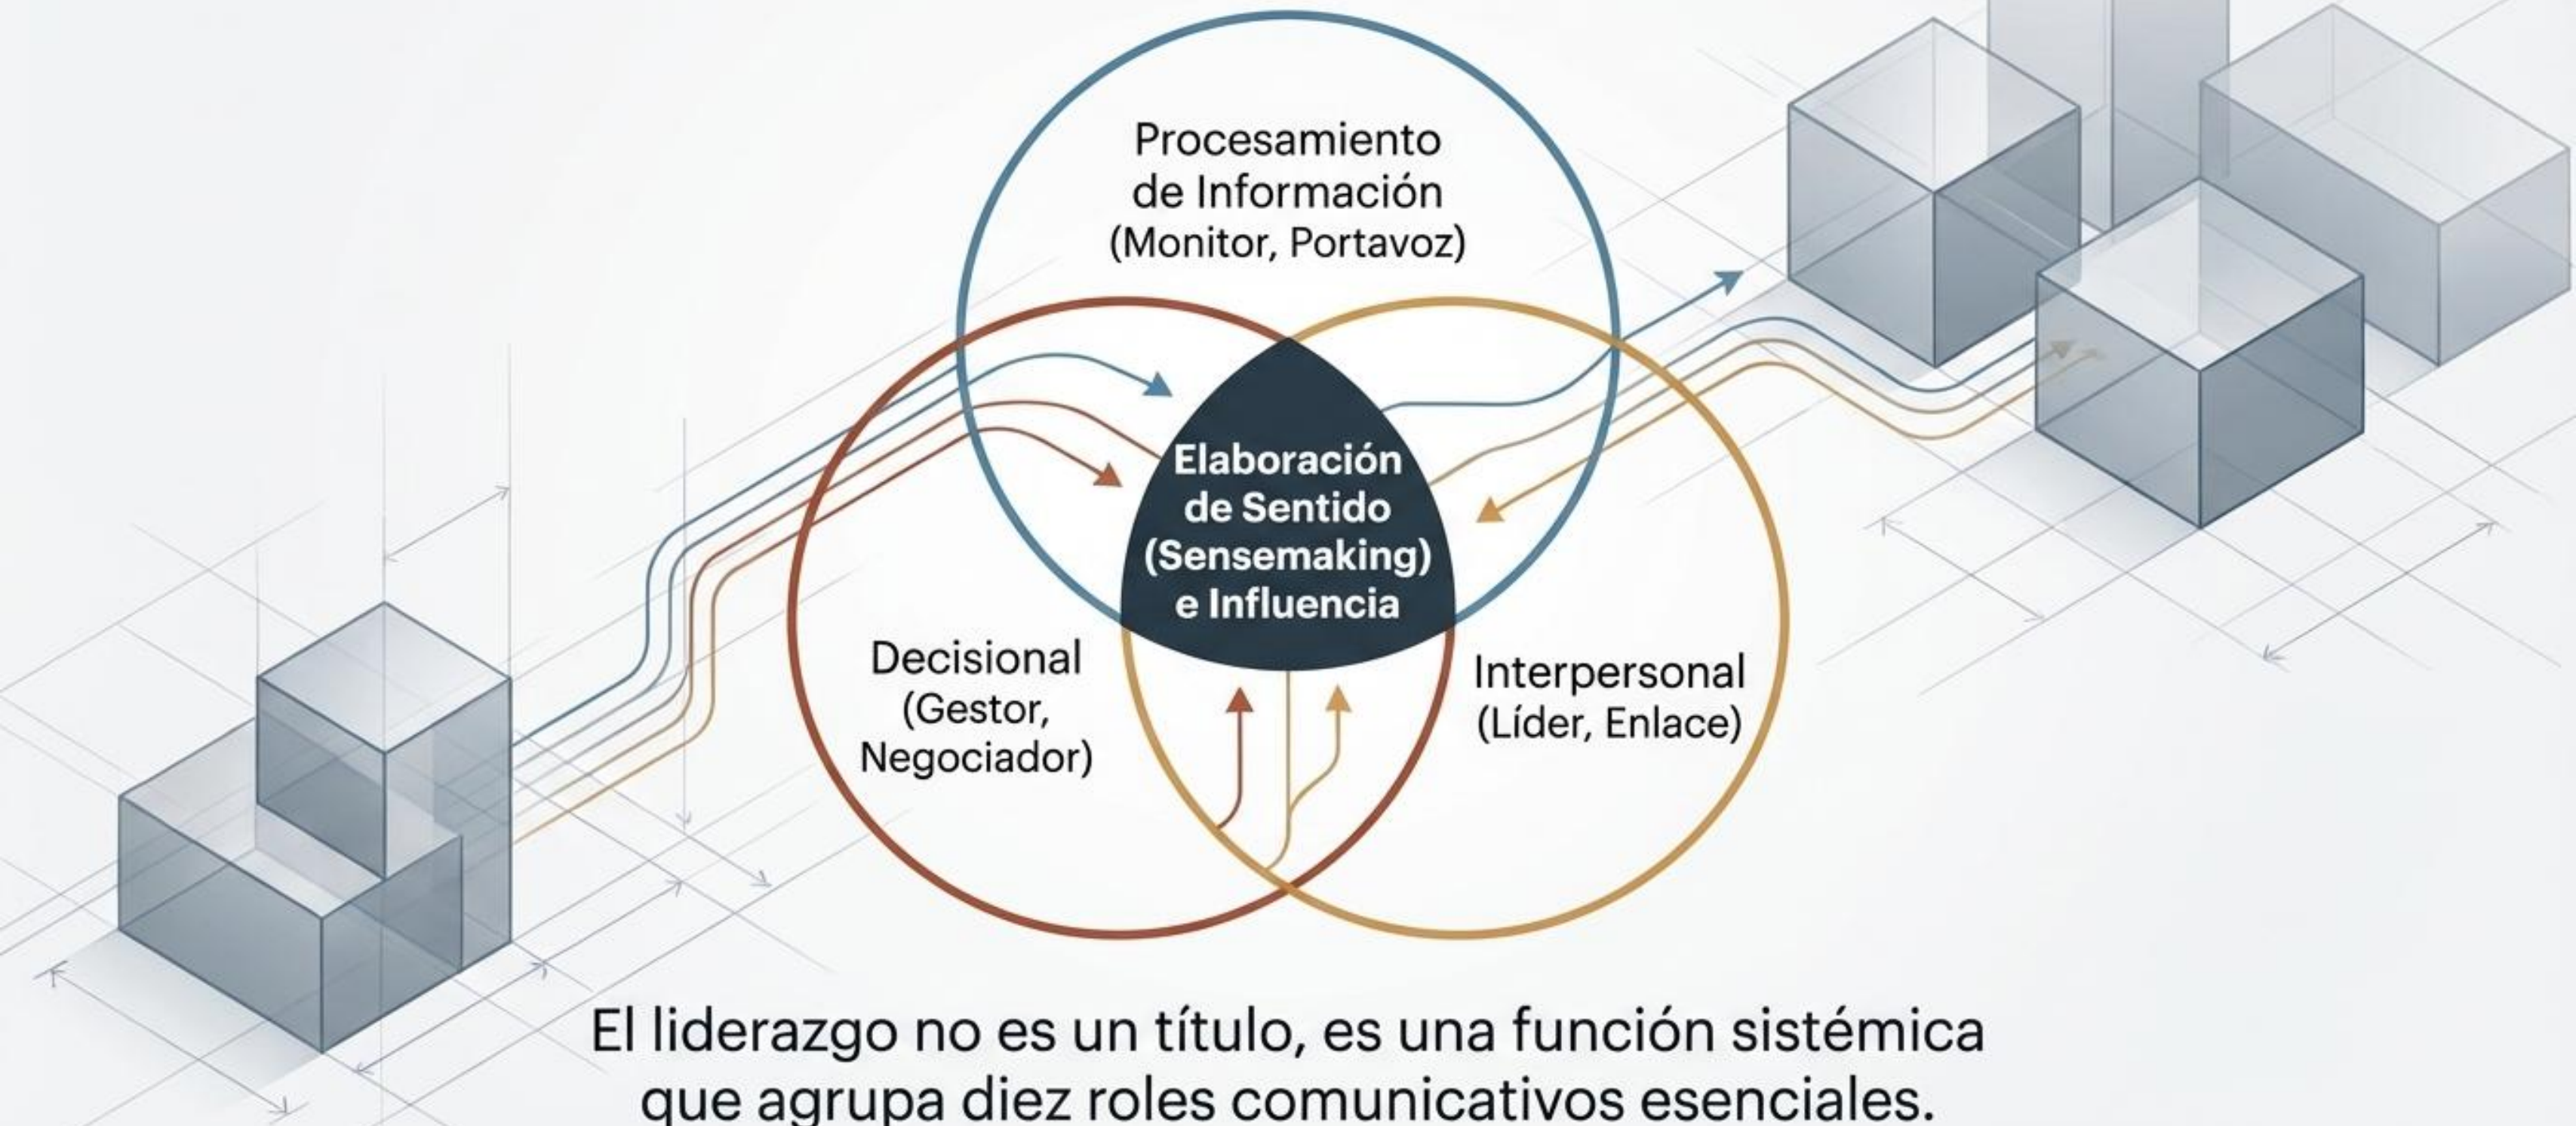 Procesamiento
de Información
(Monitor, Portavoz)
Elaboración
de Sentido
(Sensemaking)
e Influencia
Decisional
(Gestor,
Negociador)
Interpersonal
(Líder, Enlace)
El liderazgo no es un título, es una función sistémica
que agrupa diez roles comunicativos esenciales.